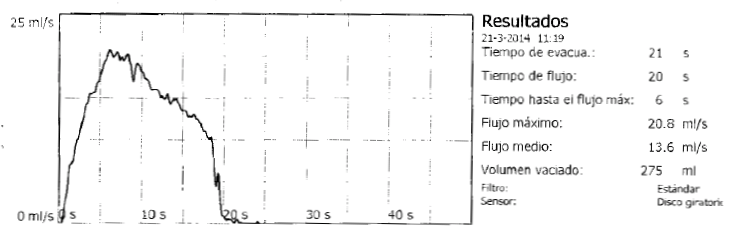 25 ml/s
0 ml/s
0 s
10 s
20 s
30 s
40 s
Resultados
21-3-2014 11:19
Tiempo de evacua.: 21 s
Tiempo de flujo: 20 s
Tiempo hasta el flujo máx: 6 s
Flujo máximo: 20.8 ml/s
Flujo medio: 13.6 ml/s
Volumen vaciado: 275 ml
Filtro: Estándar
Sensor: Disco giratoric